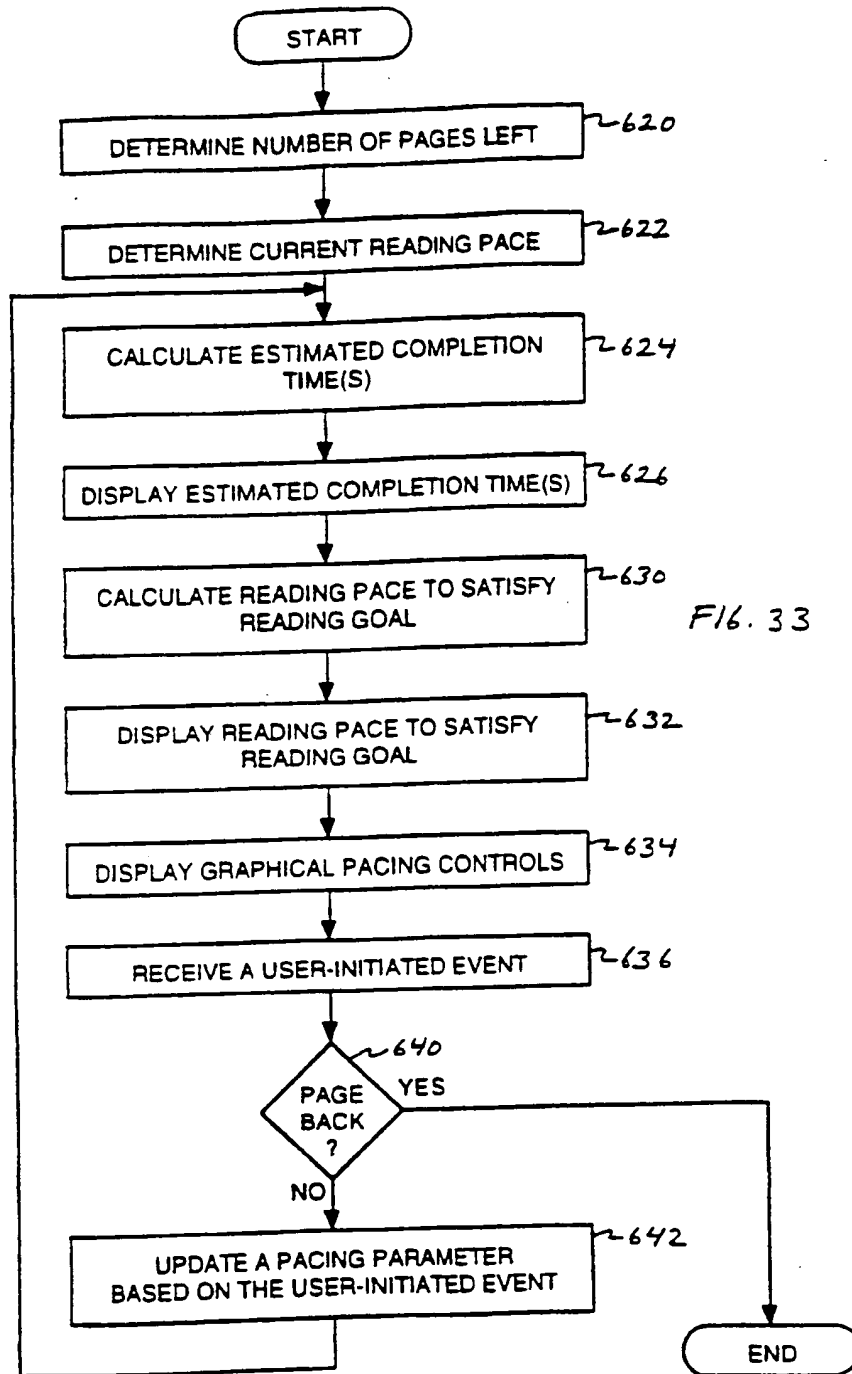 START
DETERMINE NUMBER OF PAGES LEFT
620
DETERMINE CURRENT READING PACE
622
CALCULATE ESTIMATED COMPLETION
TIME(S)
624
DISPLAY ESTIMATED COMPLETION TIME(S)
626
CALCULATE READING PACE TO SATISFY
READING GOAL
630
FIG. 33
DISPLAY READING PACE TO SATISFY
READING GOAL
632
DISPLAY GRAPHICAL PACING CONTROLS
634
RECEIVE A USER-INITIATED EVENT
636
640
PAGE
BACK
?
YES
NO
UPDATE A PACING PARAMETER
BASED ON THE USER-INITIATED EVENT
642
END